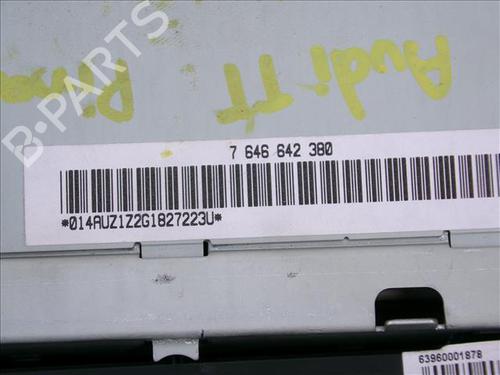 B-PARTS
Audi TT
7 646 642 380
*014AUZ1Z2G1827223U*
63960001878